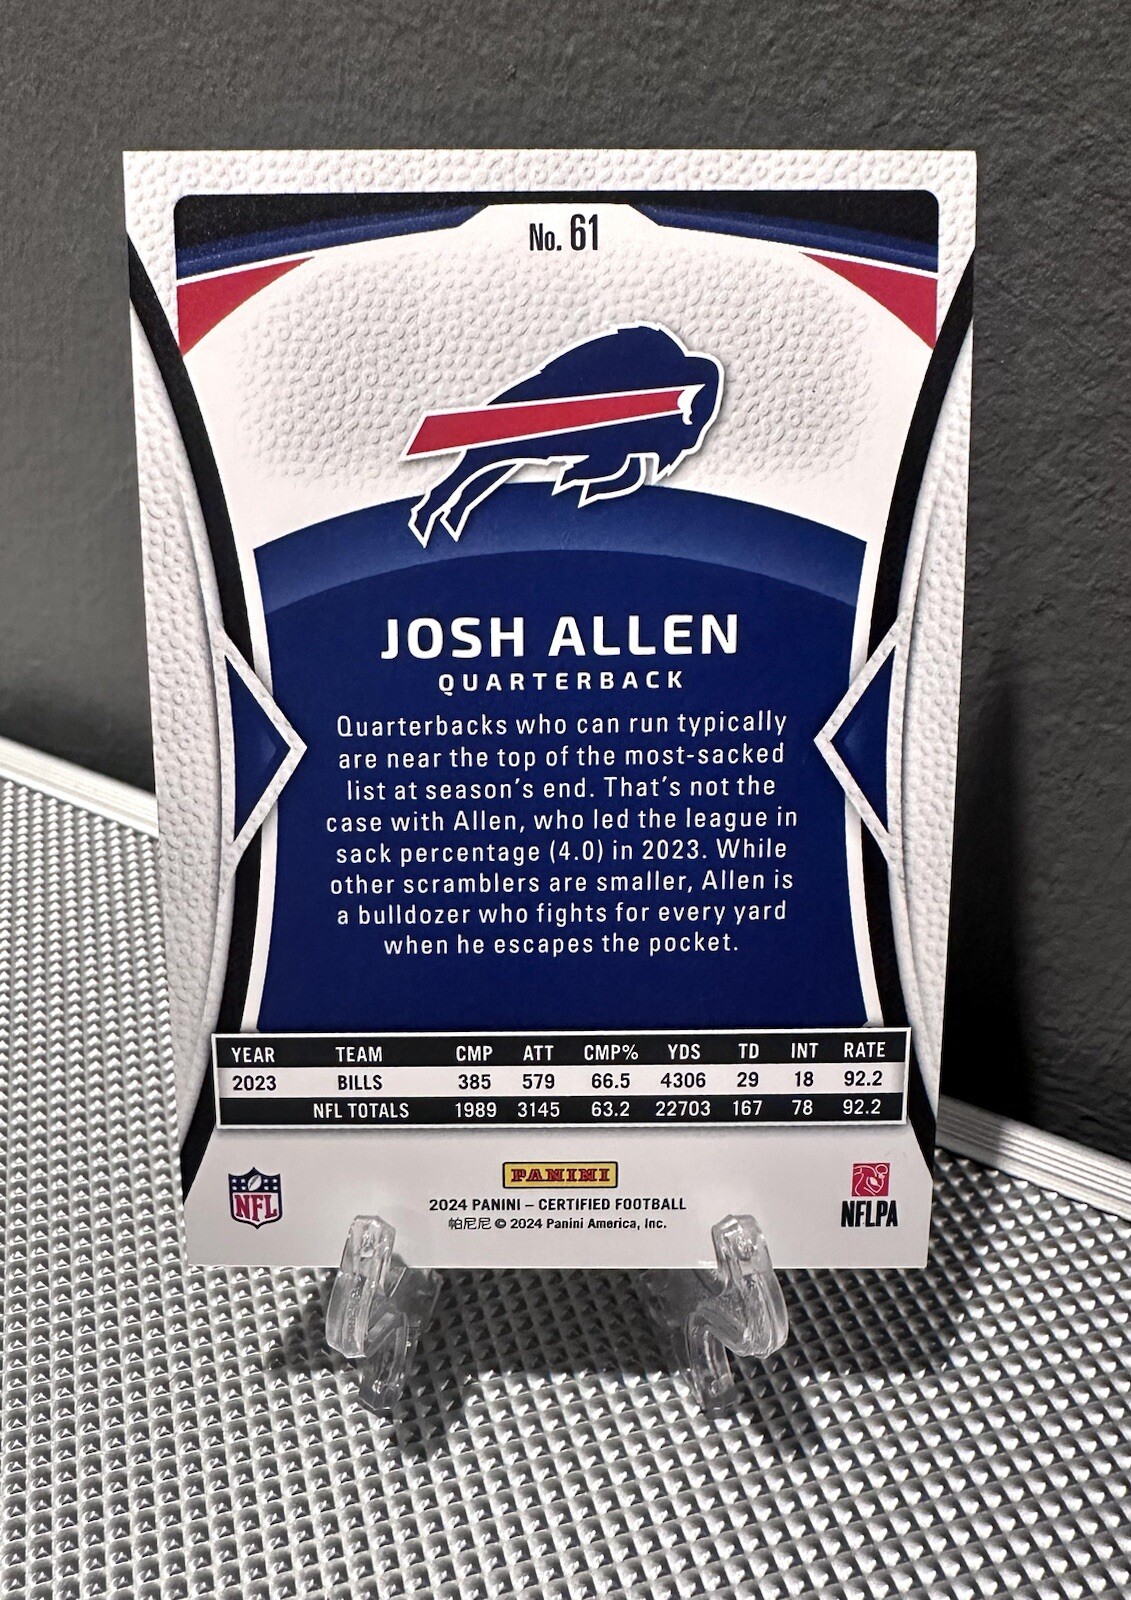 No. 61
JOSH ALLEN
QUARTERBACK
Quarterbacks who can run typically
are near the top of the most-sacked
list at season's end. That's not the
case with Allen, who led the league in
sack percentage (4.0) in 2023. While
other scramblers are smaller, Allen is
a bulldozer who fights for every yard
when he escapes the pocket.
YEAR TEAM CMP ATT CMP% YDS TD INT RATE
2023 BILLS 385 579 66.5 4306 29 18 92.2
NFL TOTALS 1989 3145 63.2 22703 167 78 92.2
NFL
PANINI
2024 PANINI – CERTIFIED FOOTBALL
帕尼尼 © 2024 Panini America, Inc.
NFLPA